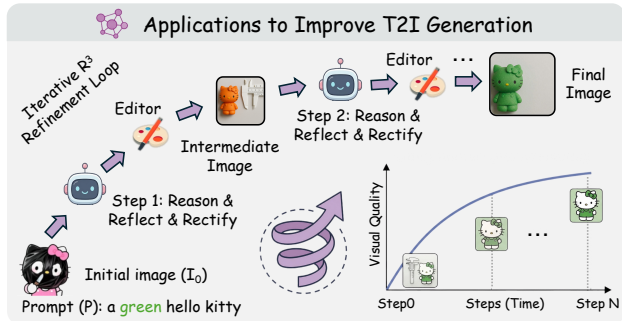 Applications to Improve T2I Generation
Iterative R³
Refinement Loop
Editor
Editor
...
Final
Image
Intermediate
Image
Step 2: Reason &
Reflect & Rectify
Step 1: Reason &
Reflect & Rectify
Initial image (I₀)
Prompt (P): a green hello kitty
Visual Quality
...
Step0
Steps (Time)
Step N